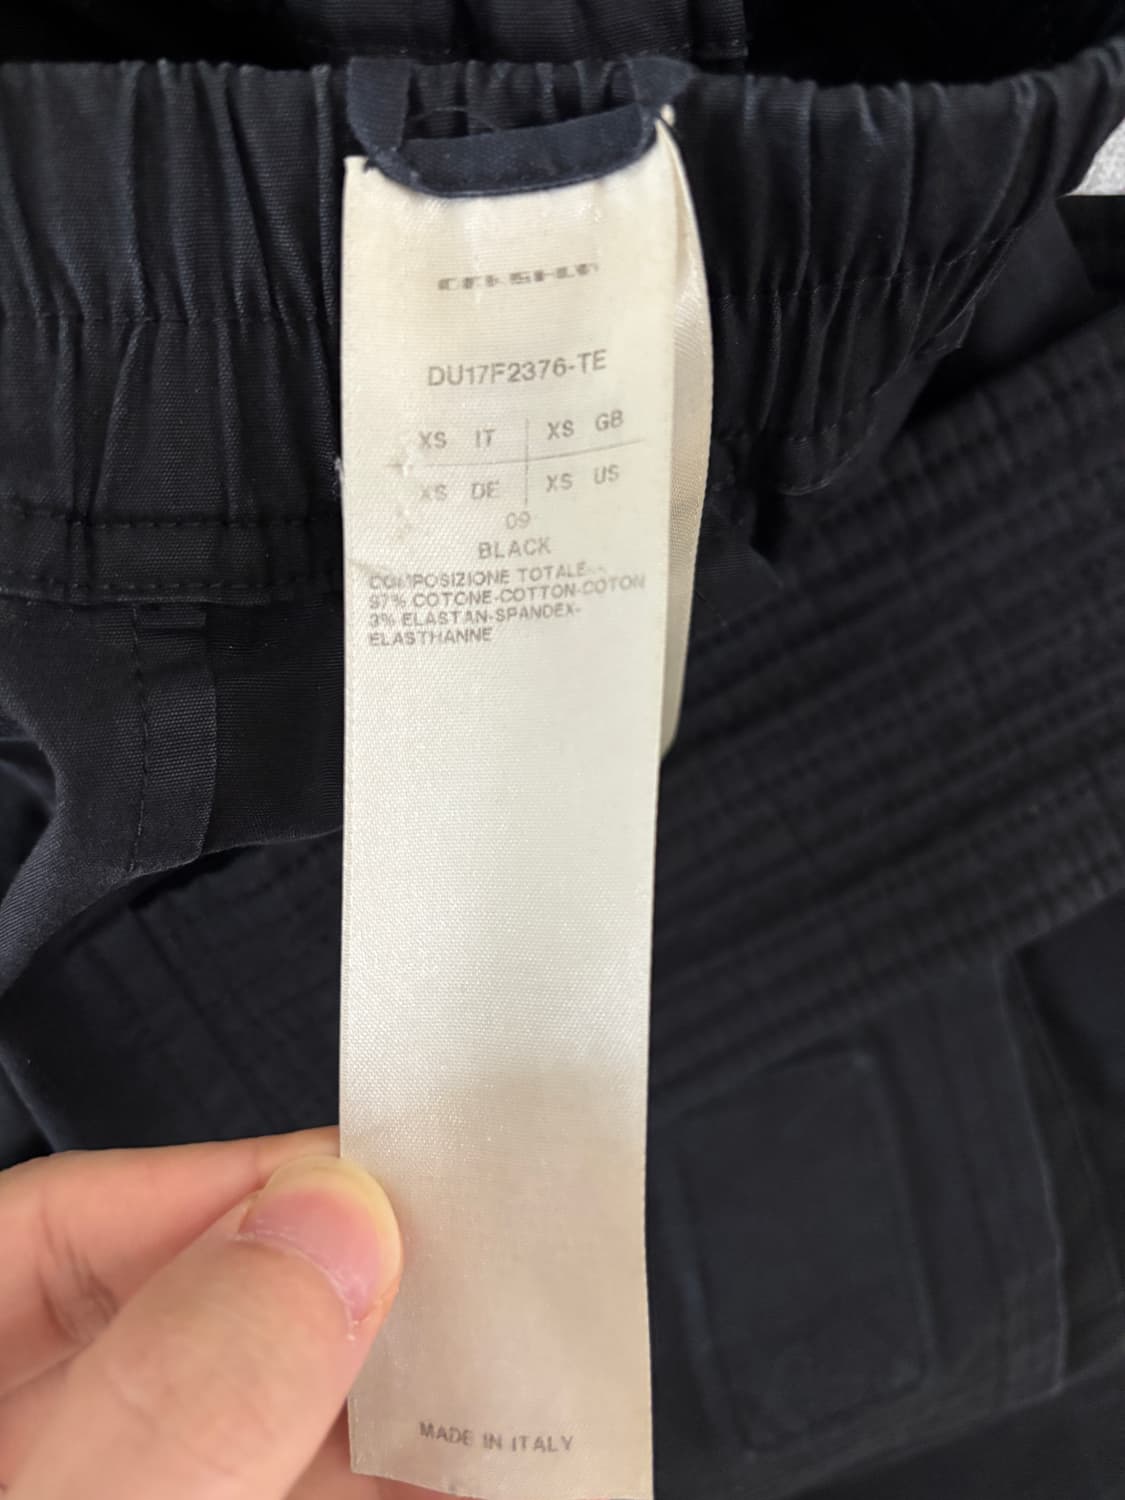 DU17F2376-TE
XS IT XS GB
XS DE XS US
09
BLACK
COMPOSIZIONE TOTALE
97% COTONE-COTTON-COTON
3% ELASTAN-SPANDEX-
ELASTHANNE
MADE IN ITALY